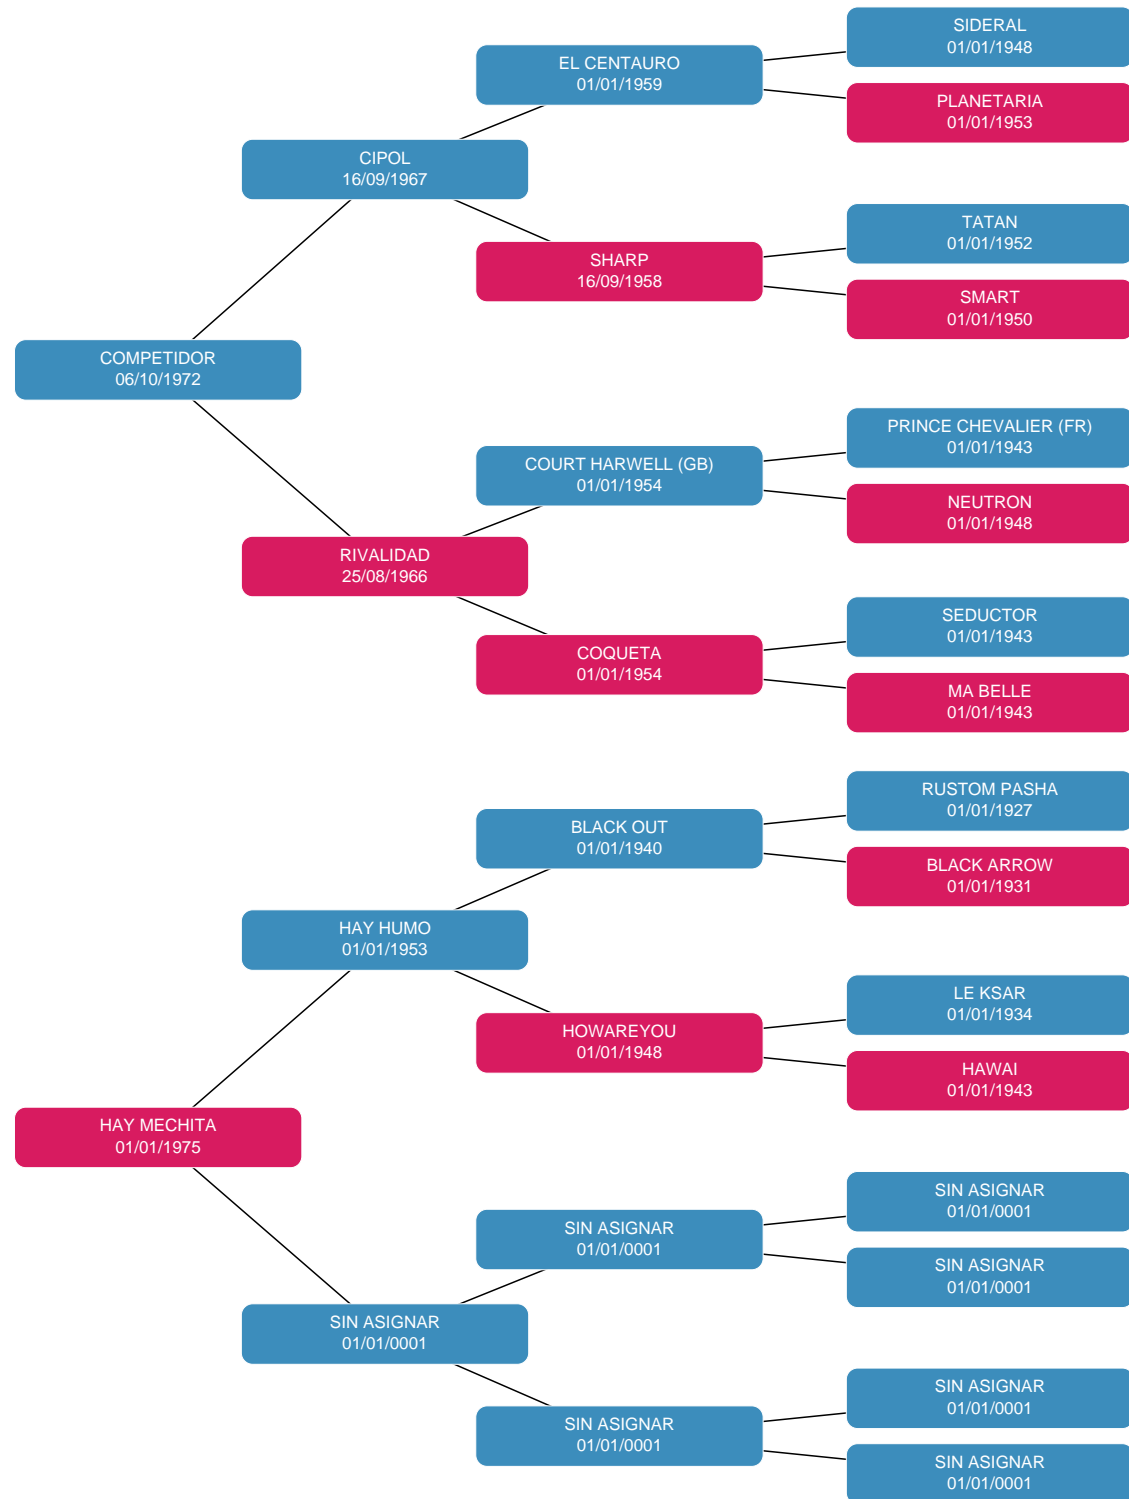 SIDERAL
01/01/1948
EL CENTAURO
01/01/1959
PLANETARIA
01/01/1953
CIPOL
16/09/1967
TATAN
01/01/1952
SHARP
16/09/1958
SMART
01/01/1950
COMPETIDOR
06/10/1972
PRINCE CHEVALIER (FR)
01/01/1943
COURT HARWELL (GB)
01/01/1954
NEUTRON
01/01/1948
RIVALIDAD
25/08/1966
SEDUCTOR
01/01/1943
COQUETA
01/01/1954
MA BELLE
01/01/1943
RUSTOM PASHA
01/01/1927
BLACK OUT
01/01/1940
BLACK ARROW
01/01/1931
HAY HUMO
01/01/1953
LE KSAR
01/01/1934
HOWAREYOU
01/01/1948
HAWAI
01/01/1943
HAY MECHITA
01/01/1975
SIN ASIGNAR
01/01/0001
SIN ASIGNAR
01/01/0001
SIN ASIGNAR
01/01/0001
SIN ASIGNAR
01/01/0001
SIN ASIGNAR
01/01/0001
SIN ASIGNAR
01/01/0001
SIN ASIGNAR
01/01/0001